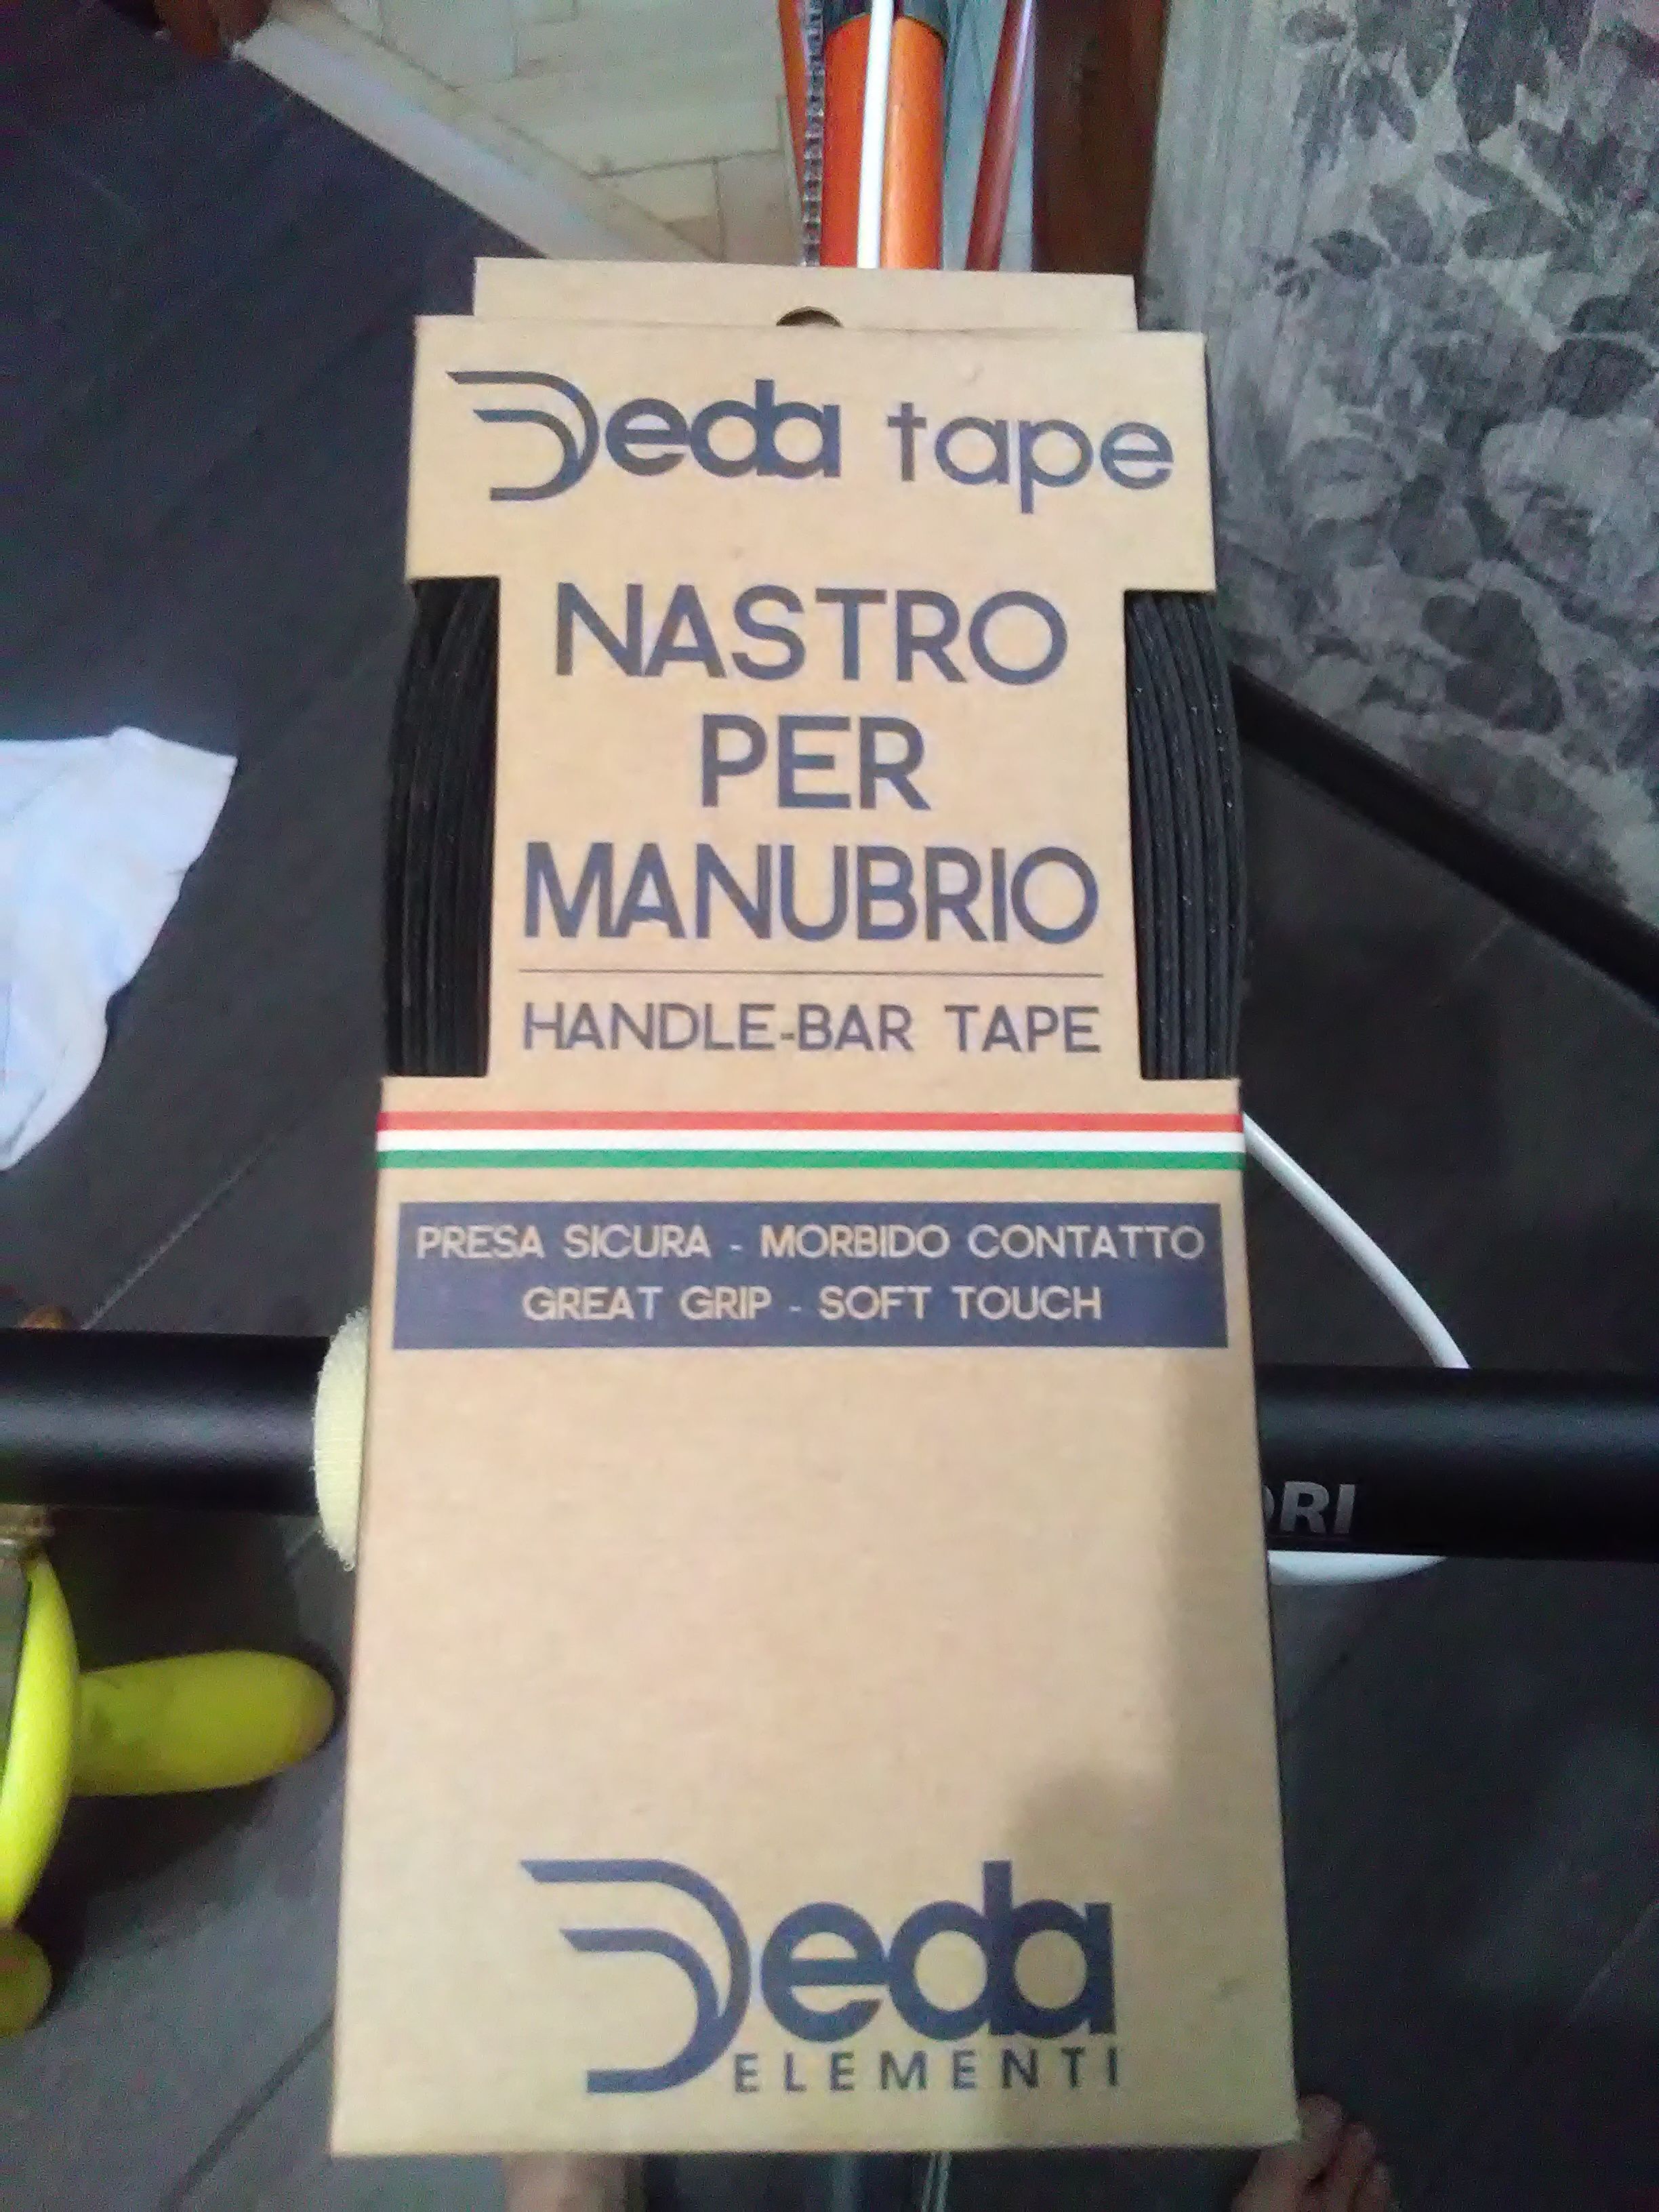 Deda tape
NASTRO
PER
MANUBRIO
HANDLE-BAR TAPE
PRESA SICURA - MORBIDO CONTATTO
GREAT GRIP - SOFT TOUCH
Deda
ELEMENTI